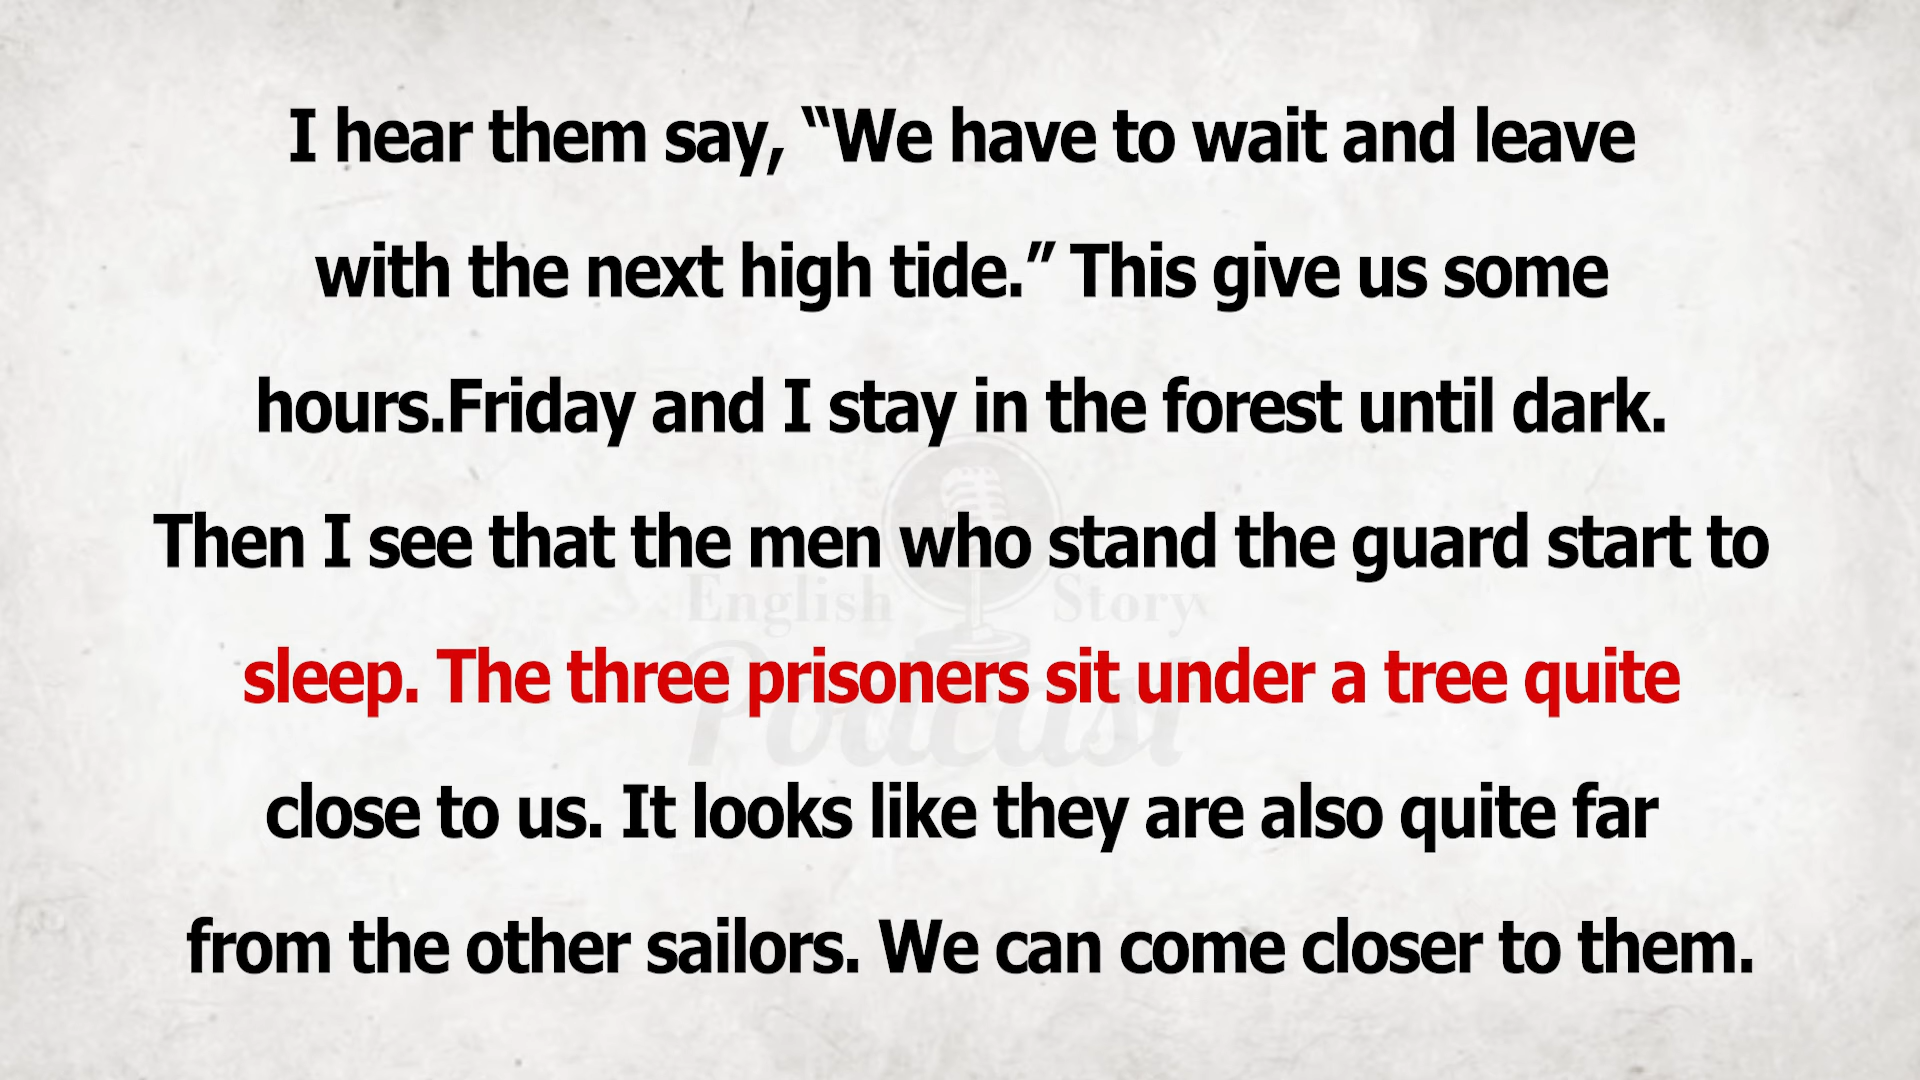 I hear them say, “We have to wait and leave
with the next high tide.” This give us some
hours.Friday and I stay in the forest until dark.
Then I see that the men who stand the guard start to
English Story
sleep. The three prisoners sit under a tree quite
Podcast
close to us. It looks like they are also quite far
from the other sailors. We can come closer to them.